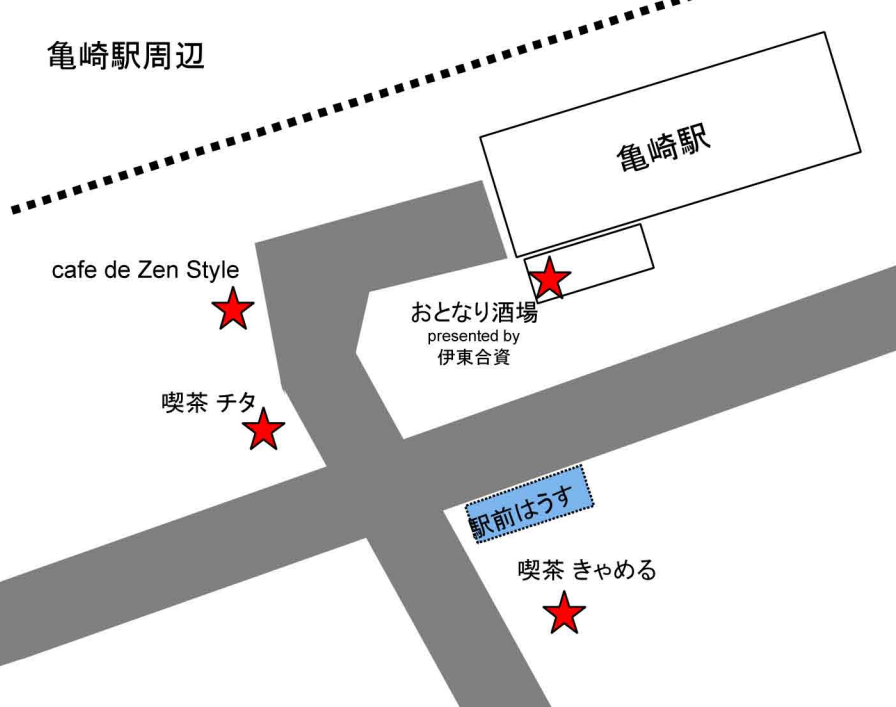 亀崎駅周辺
亀崎駅
cafe de Zen Style
おとなり酒場
presented by
伊東合資
喫茶 チタ
駅前はうす
喫茶 きゃめる